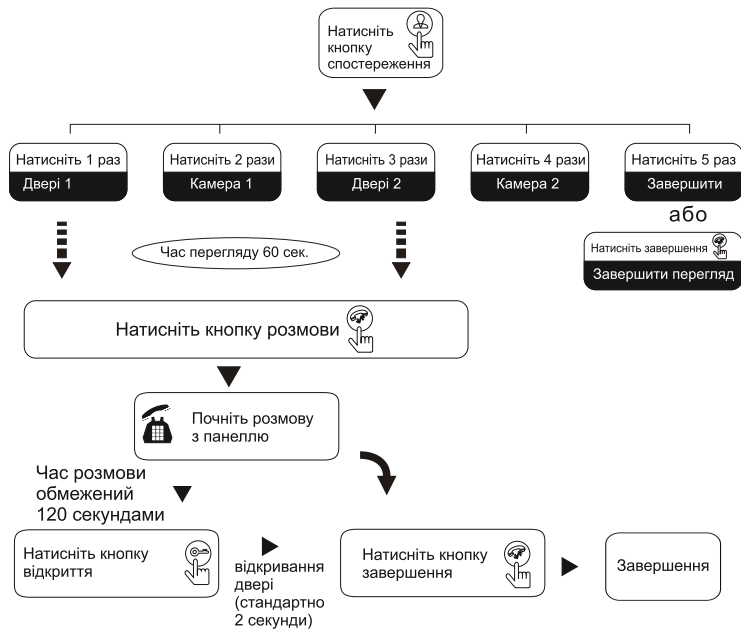 Натисніть
кнопку
спостереження
Натисніть 1 раз
Двері 1
Натисніть 2 рази
Камера 1
Натисніть 3 рази
Двері 2
Натисніть 4 рази
Камера 2
Натисніть 5 раз
Завершити
або
Натисніть завершення
Завершити перегляд
Час перегляду 60 сек.
Натисніть кнопку розмови
Почніть розмову
з панеллю
Час розмови
обмежений
120 секундами
Натисніть кнопку
відкриття
відкривання
двері
(стандартно
2 секунди)
Натисніть кнопку
завершення
Завершення